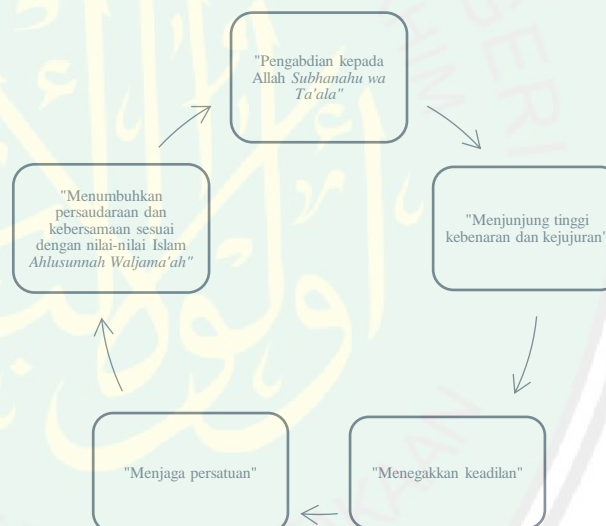 "Pengabdian kepada
Allah Subhanahu wa
Ta'ala"
"Menjunjung tinggi
kebenaran dan kejujuran"
"Menegakkan keadilan"
"Menjaga persatuan"
"Menumbuhkan
persaudaraan dan
kebersamaan sesuai
dengan nilai-nilai Islam
Ahlusunnah Waljama'ah"